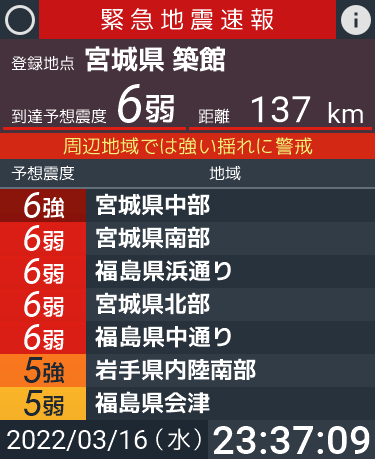 緊急地震速報 i
登録地点 宮城県 築館
到達予想震度 6弱 距離 137 km
周辺地域では強い揺れに警戒
予想震度 地域
6強 宮城県中部
6弱 宮城県南部
6弱 福島県浜通り
6弱 宮城県北部
6弱 福島県中通り
5強 岩手県内陸南部
5弱 福島県会津
2022/03/16(水) 23:37:09